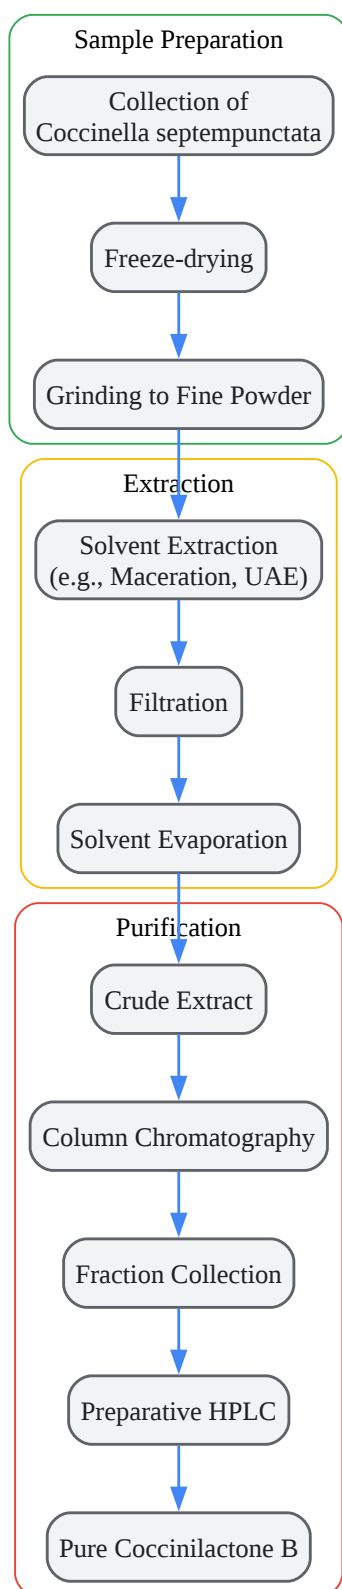 Sample Preparation
Collection of
Coccinella septempunctata
Freeze-drying
Grinding to Fine Powder
Extraction
Solvent Extraction
(e.g., Maceration, UAE)
Filtration
Solvent Evaporation
Purification
Crude Extract
Column Chromatography
Fraction Collection
Preparative HPLC
Pure Coccinilactone B